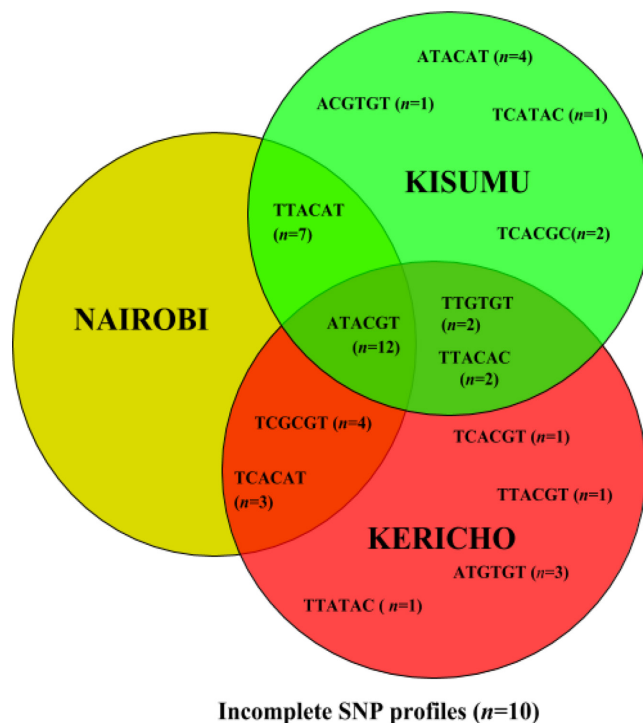 ATACAT (n=4)
ACGTGT (n=1)
TCATAC (n=1)
KISUMU
TTACAT
(n=7)
TCACGC(n=2)
NAIROBI
ATACGT
(n=12)
TTGTGT
(n=2)
TTACAC
(n=2)
TCGCGT (n=4)
TCACAT
(n=3)
TCACGT (n=1)
TTACGT (n=1)
KERICHO
ATGTGT (n=3)
TTATAC ( n=1)
Incomplete SNP profiles (n=10)